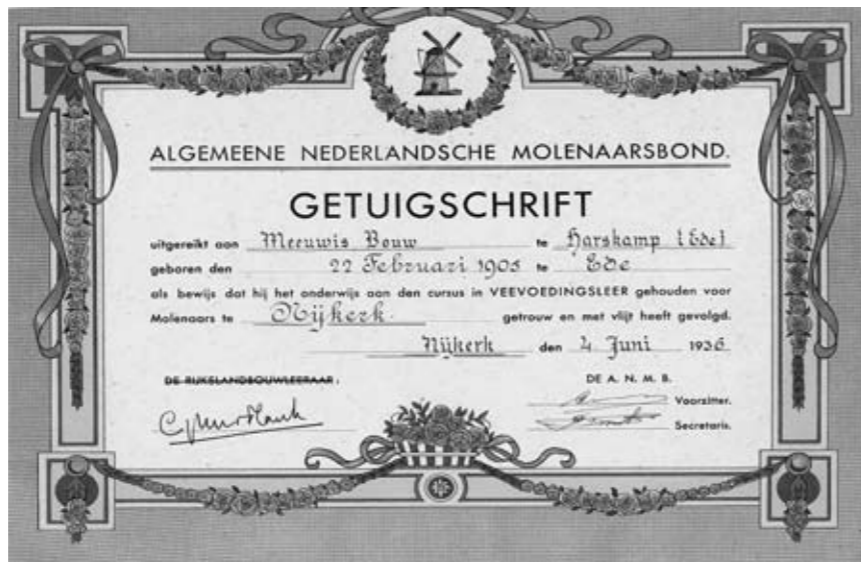 ALGEMEENE NEDERLANDSCHE MOLENAARSBOND.
GETUIGSCHRIFT
uitgereikt aan Meeuwis Bouw te Harskamp (Ede)
geboren den 22 Februari 1905 te Ede
als bewijs dat hij het onderwijs aan den cursus in VEEVOEDINGSLEER gehouden voor
Molenaars te Nijkerk getrouw en met vlijt heeft gevolgd.
Nijkerk den 4 Juni 1936
DE RIJKSLANDBOUWLEERAAR: DE A. N. M. B.
Voorzitter.
Secretaris.